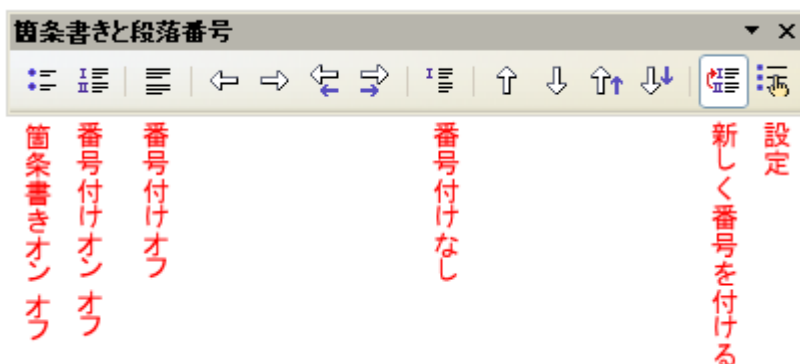 箇条書きと段落番号
箇条書きオン オフ
番号付けオン オフ
番号付けオフ
番号付けなし
新しく番号を付ける
設定